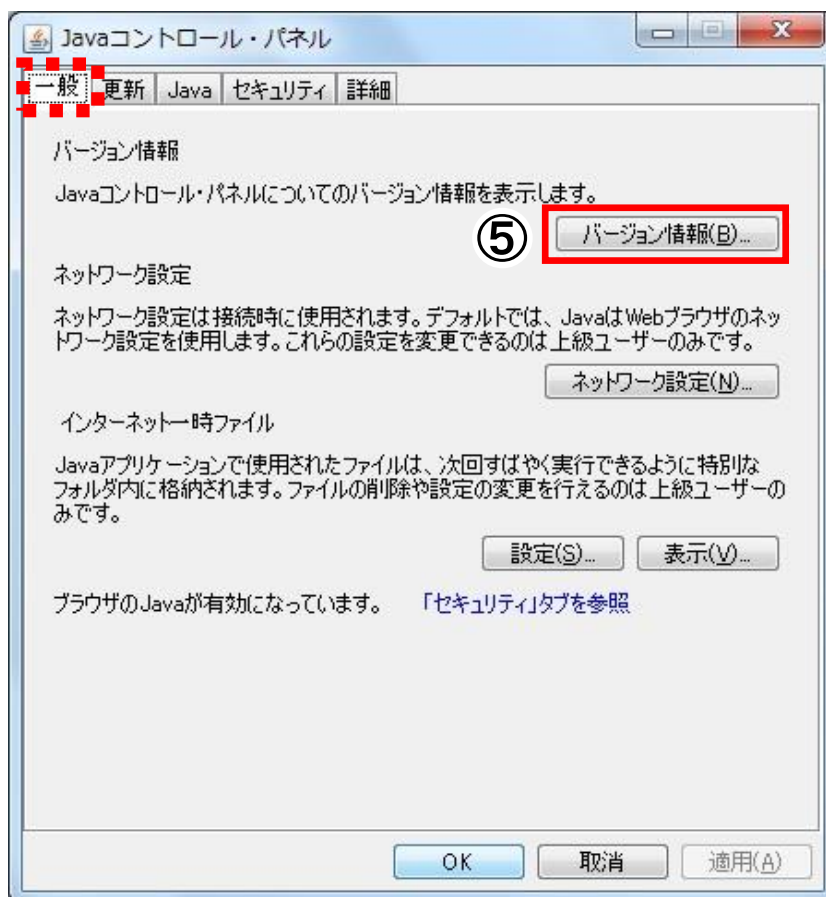 Javaコントロール・パネル
一般 更新 Java セキュリティ 詳細
バージョン情報
Javaコントロール・パネルについてのバージョン情報を表示します。
⑤ バージョン情報(B)...
ネットワーク設定
ネットワーク設定は接続時に使用されます。デフォルトでは、JavaはWebブラウザのネッ
トワーク設定を使用します。これらの設定を変更できるのは上級ユーザーのみです。
ネットワーク設定(N)...
インターネット一時ファイル
Javaアプリケーションで使用されたファイルは、次回すばやく実行できるように特別な
フォルダ内に格納されます。ファイルの削除や設定の変更を行えるのは上級ユーザーの
みです。
設定(S)... 表示(V)...
ブラウザのJavaが有効になっています。 「セキュリティ」タブを参照
OK 取消 適用(A)